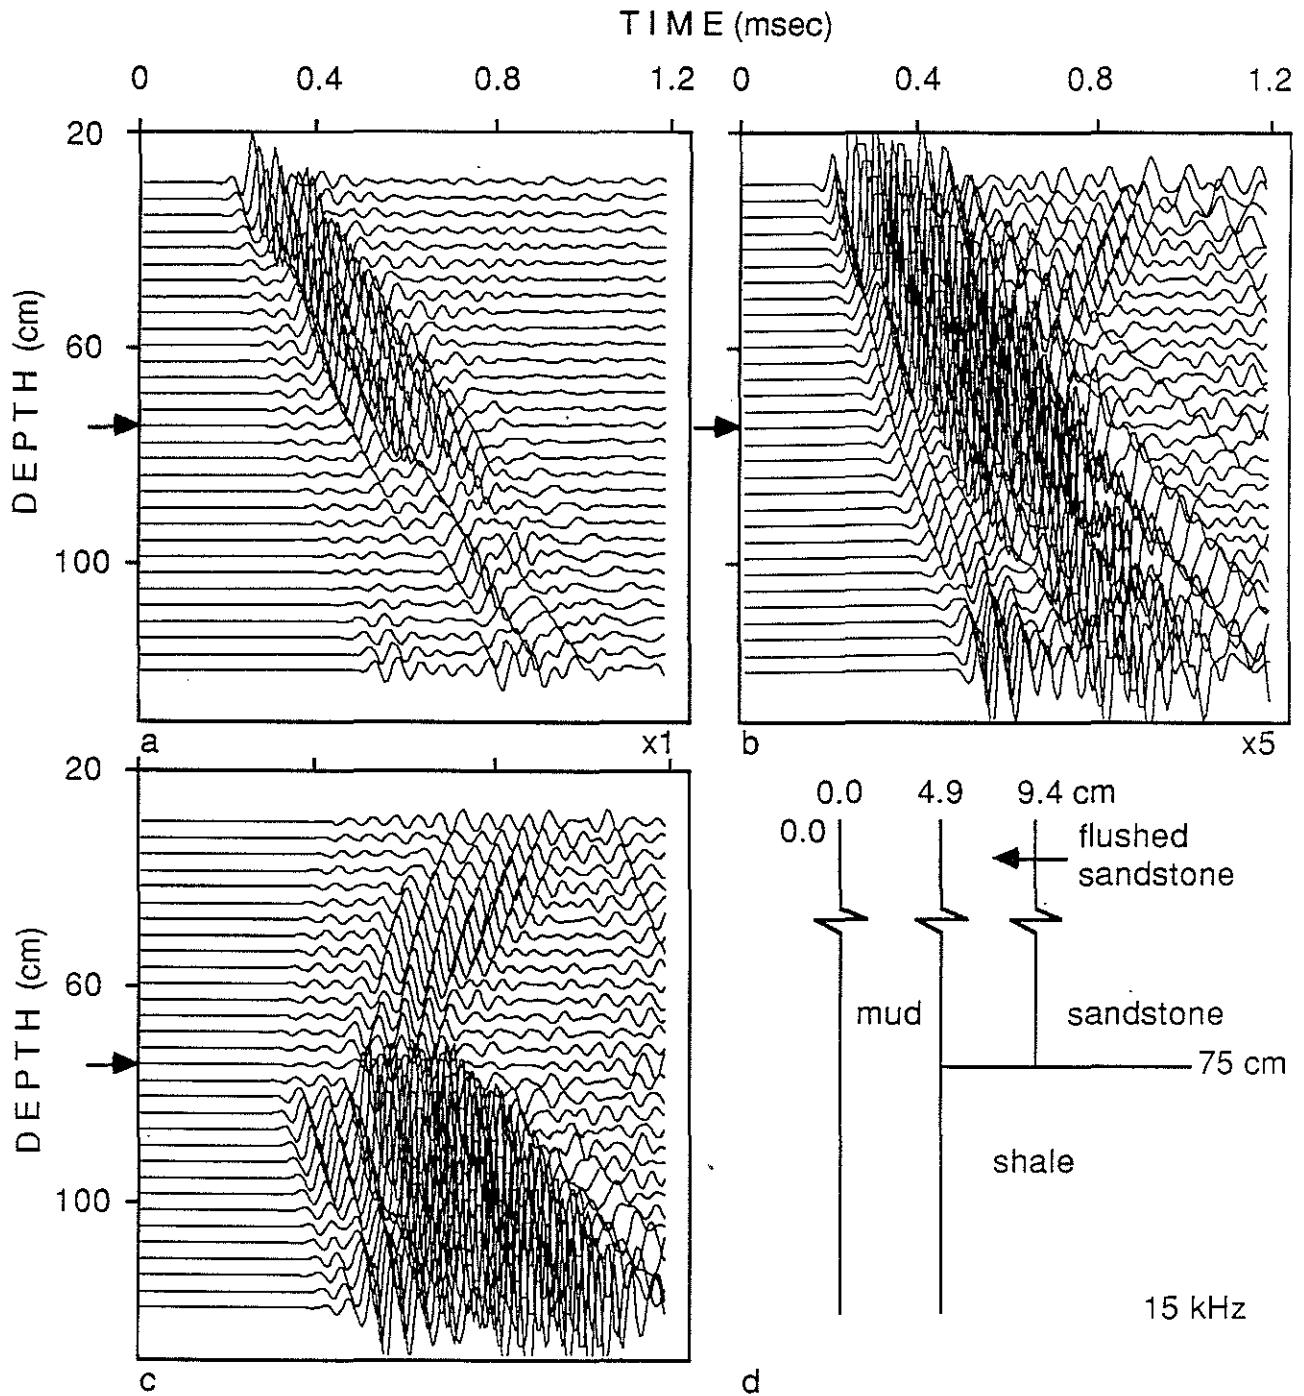 TIME (msec)
0 0.4 0.8 1.2 0 0.4 0.8 1.2
20
60
100
DEPTH (cm)
a x1 b x5
20
60
100
DEPTH (cm)
c
0.0 4.9 9.4 cm
0.0
flushed
sandstone
mud sandstone
75 cm
shale
15 kHz
d